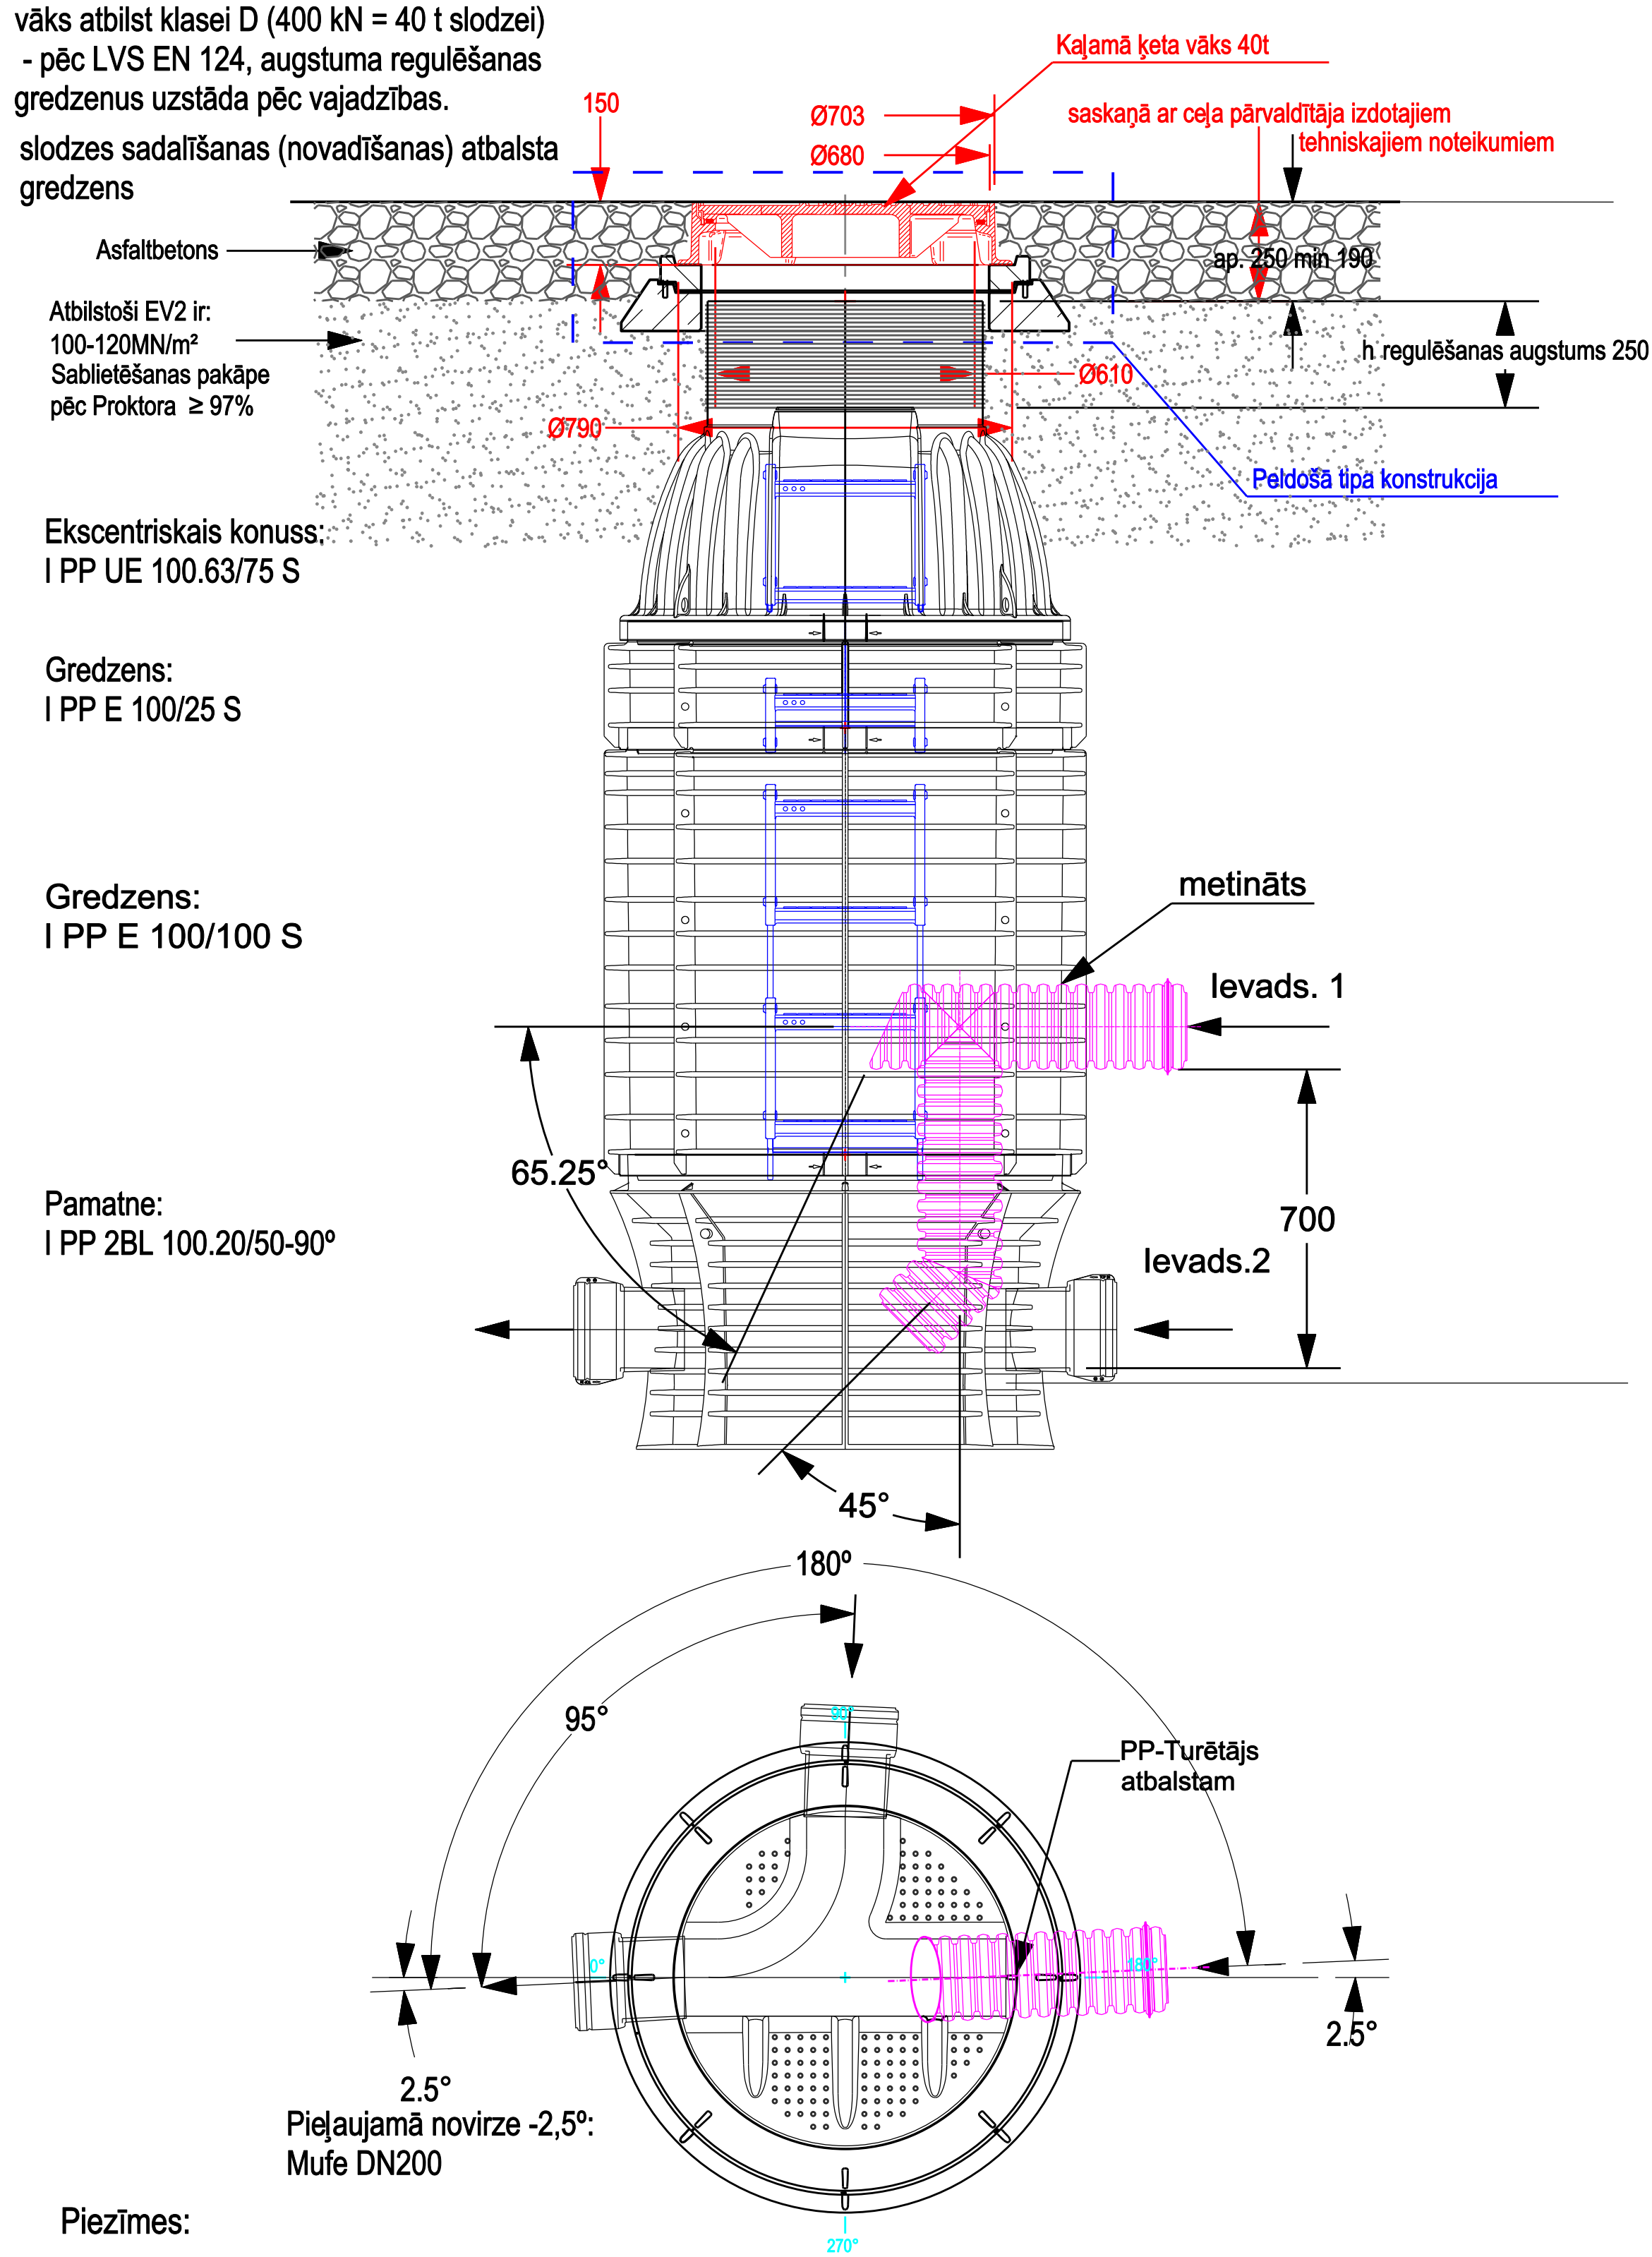 vāks atbilst klasei D (400 kN = 40 t slodzei)
- pēc LVS EN 124, augstuma regulēšanas
gredzenus uzstāda pēc vajadzības.
slodzes sadalīšanas (novadīšanas) atbalsta
gredzens
Kaļamā ķeta vāks 40t
150
Ø703
Ø680
saskaņā ar ceļa pārvaldītāja izdotajiem
tehniskajiem noteikumiem
Asfaltbetons
ap. 250 min 190
Atbilstoši EV2 ir:
100-120MN/m²
Sablietēšanas pakāpe
pēc Proktora ≥ 97%
h regulēšanas augstums 250
Ø610
Ø790
Peldošā tipa konstrukcija
Ekscentriskais konuss:
I PP UE 100.63/75 S
Gredzens:
I PP E 100/25 S
Gredzens:
I PP E 100/100 S
metināts
Ievads. 1
65.25°
700
Pamatne:
I PP 2BL 100.20/50-90º
Ievads.2
45°
180º
95°
90°
PP-Turētājs
atbalstam
0°
180°
2.5°
2.5°
Pieļaujamā novirze -2,5º:
Mufe DN200
Piezīmes:
270°